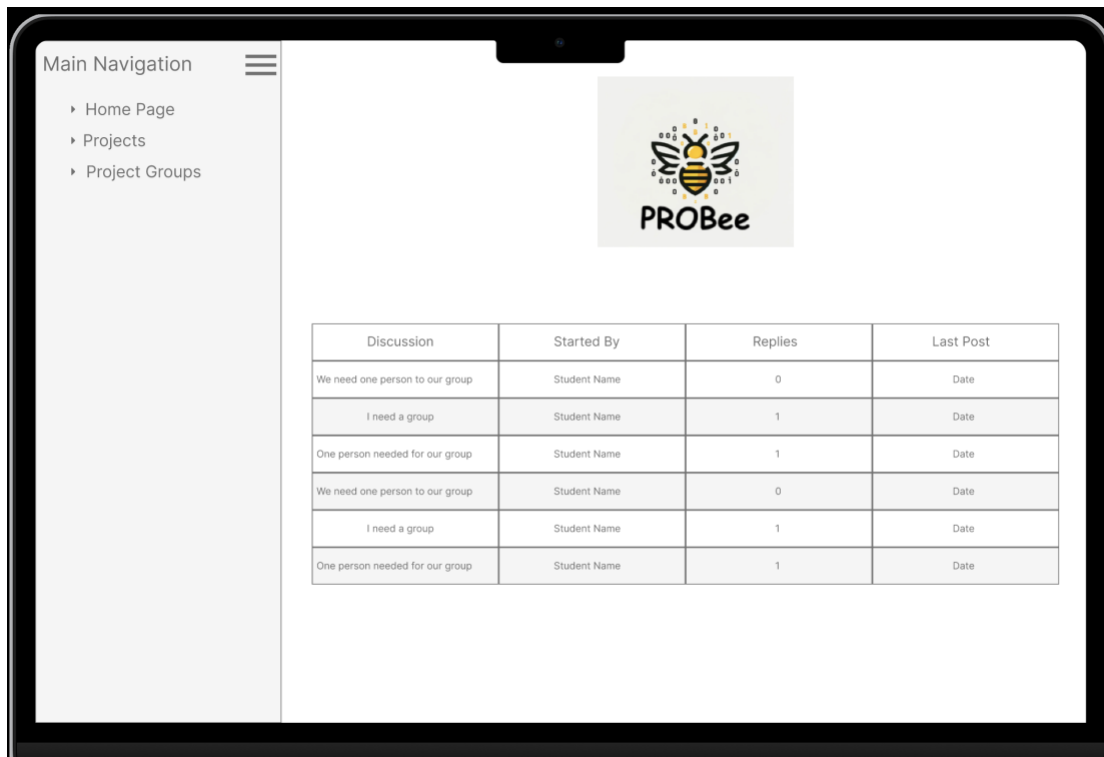 Main Navigation
Home Page
Projects
Project Groups
PROBee
Discussion Started By Replies Last Post
We need one person to our group Student Name 0 Date
I need a group Student Name 1 Date
One person needed for our group Student Name 1 Date
We need one person to our group Student Name 0 Date
I need a group Student Name 1 Date
One person needed for our group Student Name 1 Date